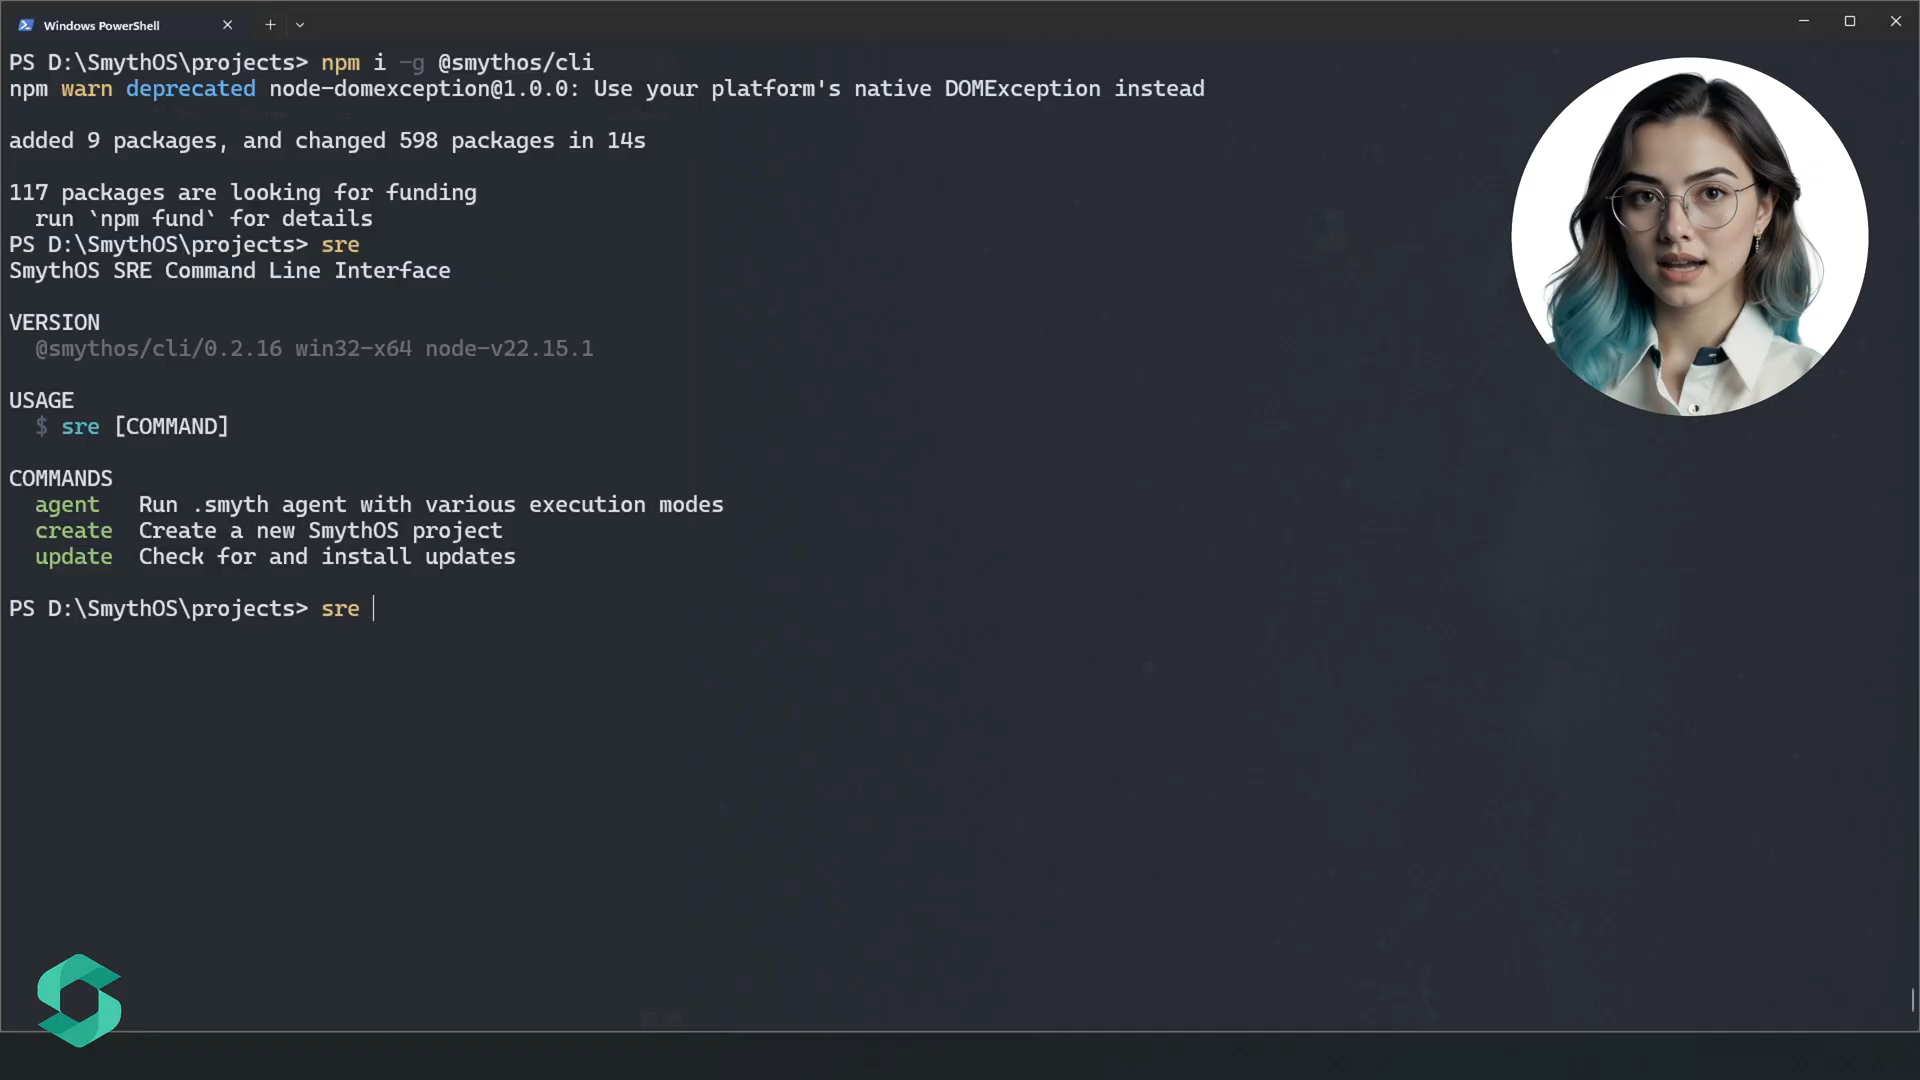 Windows PowerShell
PS D:\SmythOS\projects> npm i -g @smythos/cli
npm warn deprecated node-domexception@1.0.0: Use your platform's native DOMException instead
added 9 packages, and changed 598 packages in 14s
117 packages are looking for funding
run `npm fund` for details
PS D:\SmythOS\projects> sre
SmythOS SRE Command Line Interface
VERSION
@smythos/cli/0.2.16 win32-x64 node-v22.15.1
USAGE
$ sre [COMMAND]
COMMANDS
agent   Run .smyth agent with various execution modes
create  Create a new SmythOS project
update  Check for and install updates
PS D:\SmythOS\projects> sre